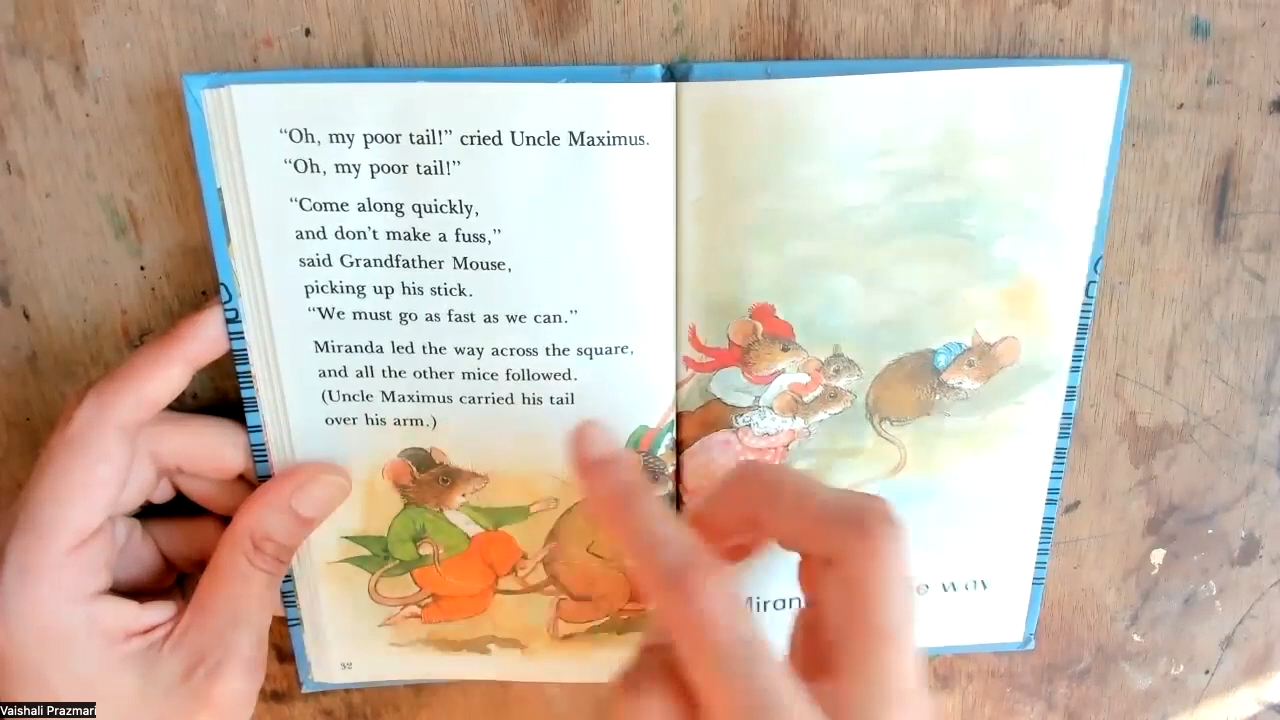 “Oh, my poor tail!” cried Uncle Maximus.
“Oh, my poor tail!”
“Come along quickly,
and don’t make a fuss,”
said Grandfather Mouse,
picking up his stick.
“We must go as fast as we can.”
Miranda led the way across the square,
and all the other mice followed.
(Uncle Maximus carried his tail
over his arm.)
32
way
Vaishali Prazmari